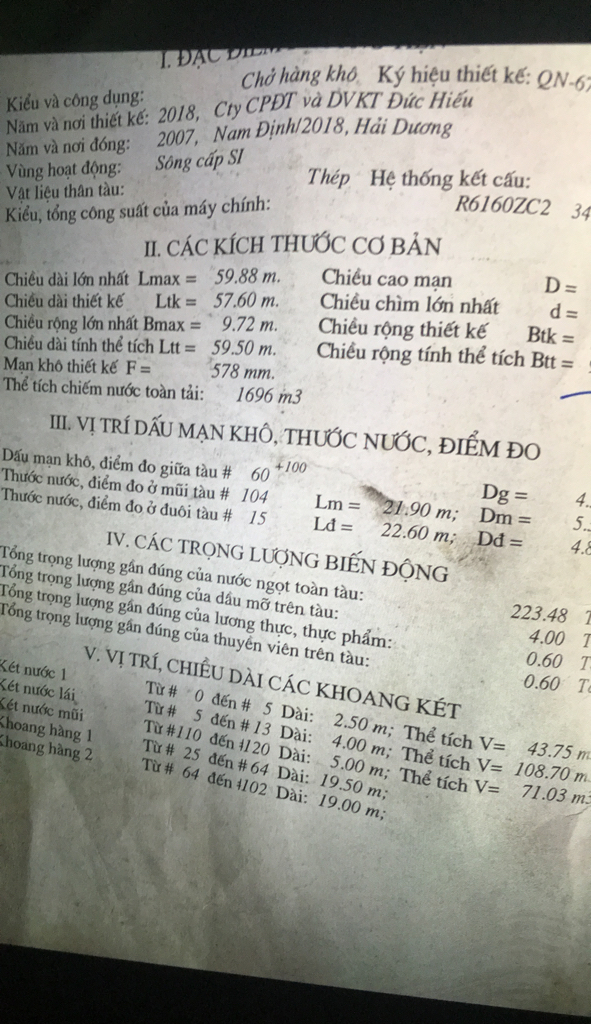 I. ĐẶC ĐIỂM
Kiểu và công dụng: Chở hàng khô Ký hiệu thiết kế: QN-67
Năm và nơi thiết kế: 2018, Cty CPĐT và DVKT Đức Hiếu
Năm và nơi đóng: 2007, Nam Định/2018, Hải Dương
Vùng hoạt động: Sông cấp SI
Vật liệu thân tàu: Thép Hệ thống kết cấu:
Kiểu, tổng công suất của máy chính: R6160ZC2 34
II. CÁC KÍCH THƯỚC CƠ BẢN
Chiều dài lớn nhất Lmax = 59.88 m. Chiều cao mạn D =
Chiều dài thiết kế Ltk = 57.60 m. Chiều chìm lớn nhất d =
Chiều rộng lớn nhất Bmax = 9.72 m. Chiều rộng thiết kế Btk =
Chiều dài tính thể tích Ltt = 59.50 m. Chiều rộng tính thể tích Btt =
Mạn khô thiết kế F = 578 mm.
Thể tích chiếm nước toàn tải: 1696 m3
III. VỊ TRÍ DẤU MẠN KHÔ, THƯỚC NƯỚC, ĐIỂM ĐO
Dấu mạn khô, điểm đo giữa tàu # 60 +100 Dg = 4.
Thước nước, điểm đo ở mũi tàu # 104 Lm = 21.90 m; Dm = 5.
Thước nước, điểm đo ở đuôi tàu # 15 Lđ = 22.60 m; Dđ = 4.8
IV. CÁC TRỌNG LƯỢNG BIẾN ĐỘNG
Tổng trọng lượng gần đúng của nước ngọt toàn tàu: 223.48 T
Tổng trọng lượng gần đúng của dầu mỡ trên tàu: 4.00 T
Tổng trọng lượng gần đúng của lương thực, thực phẩm: 0.60 T
Tổng trọng lượng gần đúng của thuyền viên trên tàu: 0.60 T
V. VỊ TRÍ, CHIỀU DÀI CÁC KHOANG KÉT
Két nước 1 Từ # 0 đến # 5 Dài: 2.50 m; Thể tích V= 43.75 m
Két nước lái Từ # 5 đến # 13 Dài: 4.00 m; Thể tích V= 108.70 m
Két nước mũi Từ #110 đến #120 Dài: 5.00 m; Thể tích V= 71.03 m3
Khoang hàng 1 Từ # 25 đến # 64 Dài: 19.50 m;
Khoang hàng 2 Từ # 64 đến #102 Dài: 19.00 m;